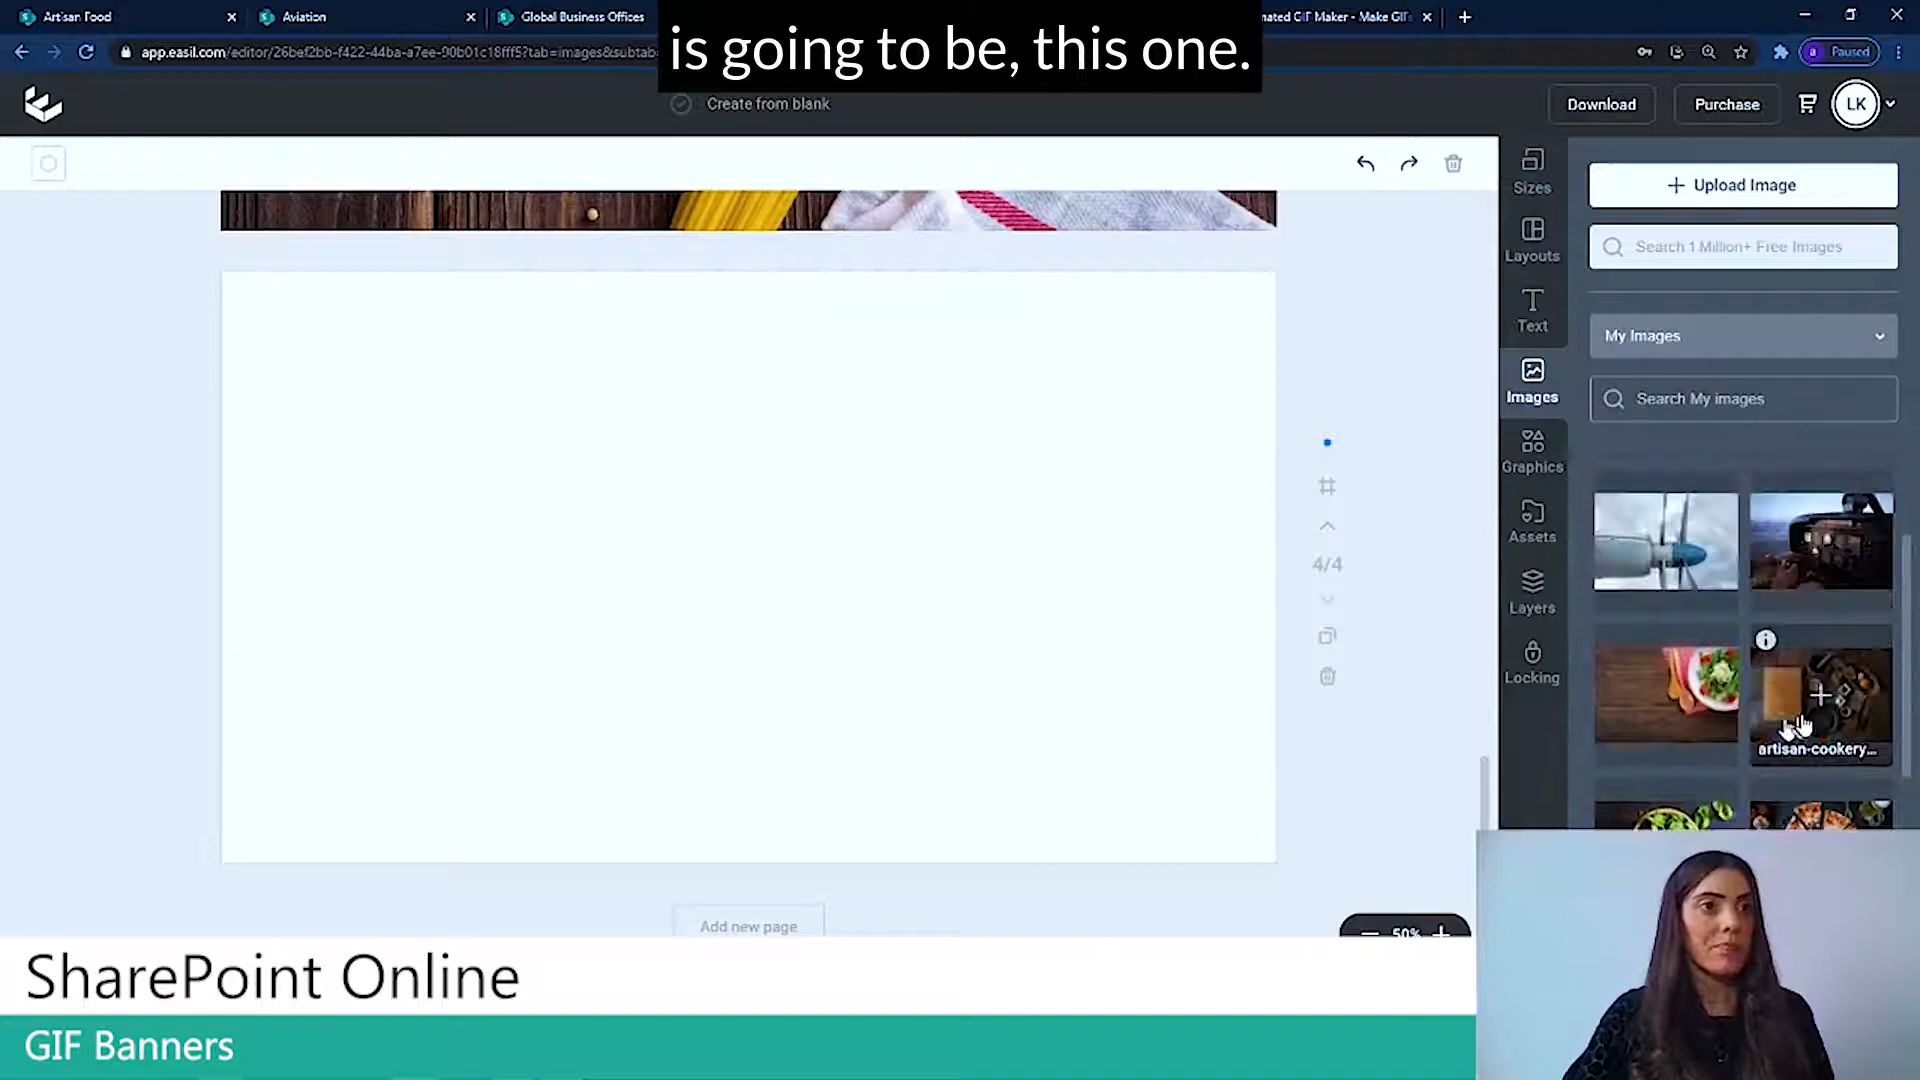 Artisan Food
Aviation
Global Business Offices
mated GIF Maker - Make GIF
app.easil.com/editor/26bef2bb-f422-44ba-a7ee-90b01c18fff5?tab=images&subtab
a Paused
is going to be, this one.
Create from blank
Download
Purchase
LK
Sizes
Layouts
Text
Images
Graphics
Assets
Layers
Locking
+ Upload Image
Search 1 Million+ Free Images
My Images
Search My images
artisan-cookery...
4/4
Add new page
50%
SharePoint Online
GIF Banners